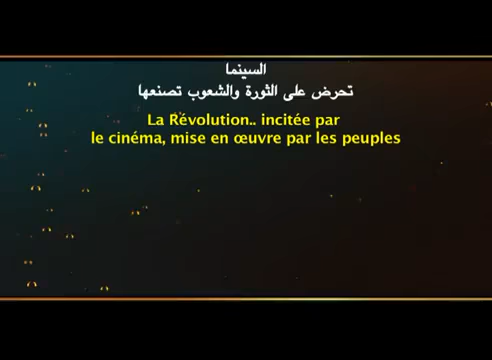 السينما
تحرض على الثورة والشعوب تصنعها
La Révolution.. incitée par
le cinéma, mise en œuvre par les peuples